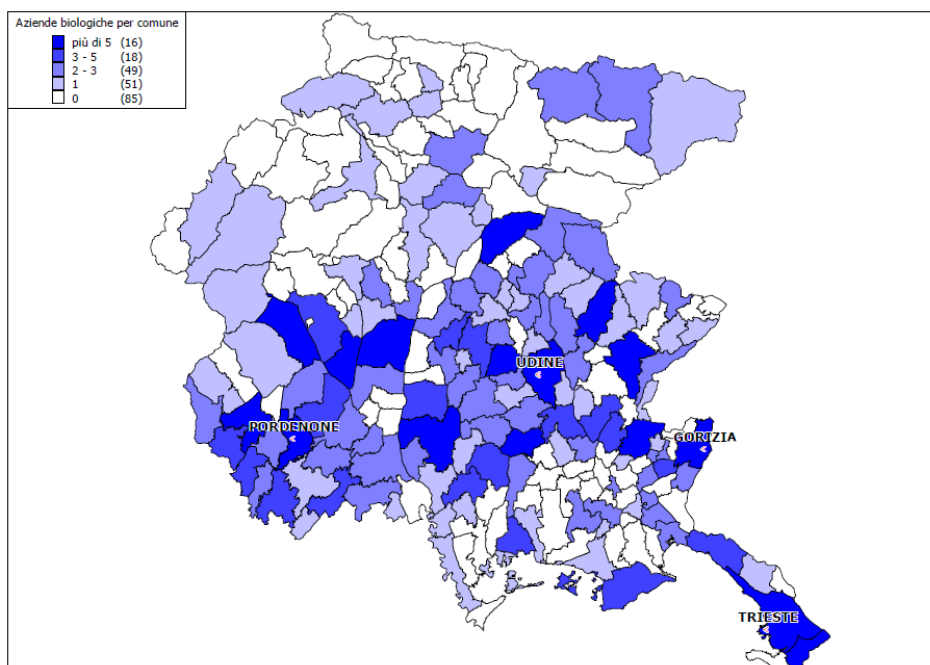 Aziende biologiche per comune
più di 5 (16)
3 - 5 (18)
2 - 3 (49)
1 (51)
0 (85)
UDINE
PORDENONE
GORIZIA
TRIESTE